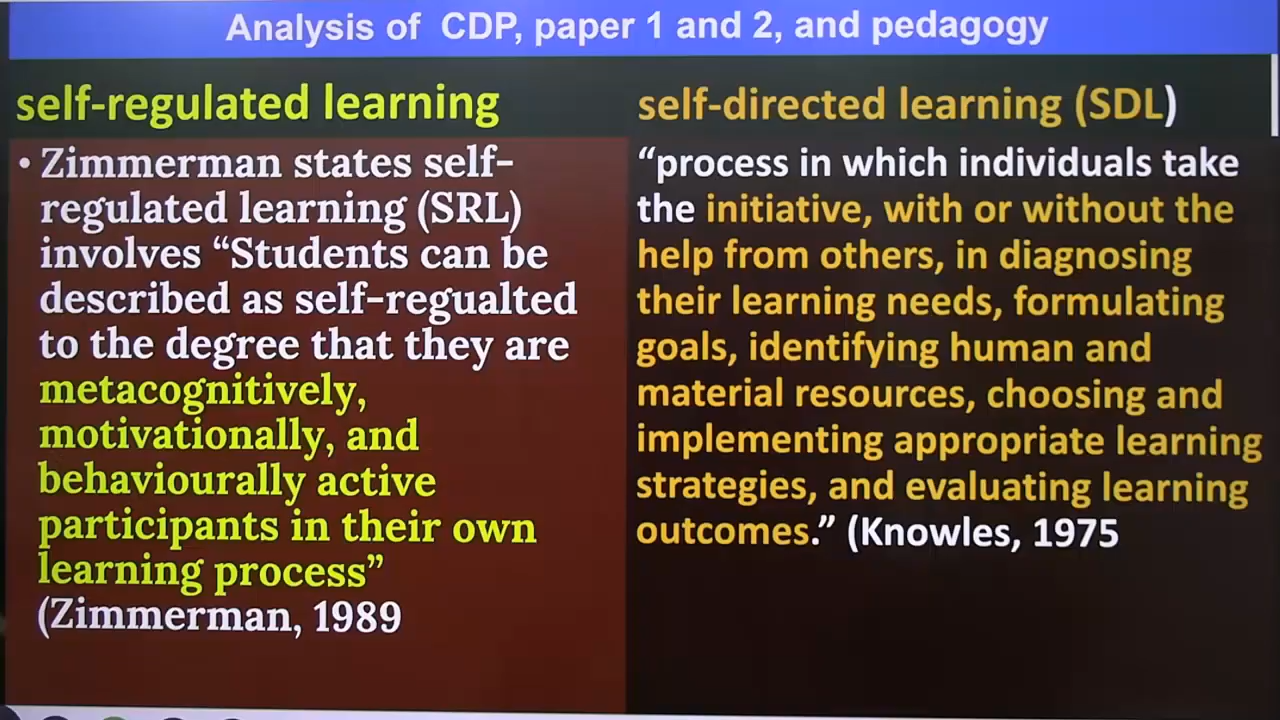 Analysis of CDP, paper 1 and 2, and pedagogy
self-regulated learning
• Zimmerman states self-
regulated learning (SRL)
involves “Students can be
described as self-regualted
to the degree that they are
metacognitively,
motivationally, and
behaviourally active
participants in their own
learning process”
(Zimmerman, 1989
self-directed learning (SDL)
“process in which individuals take
the initiative, with or without the
help from others, in diagnosing
their learning needs, formulating
goals, identifying human and
material resources, choosing and
implementing appropriate learning
strategies, and evaluating learning
outcomes.” (Knowles, 1975